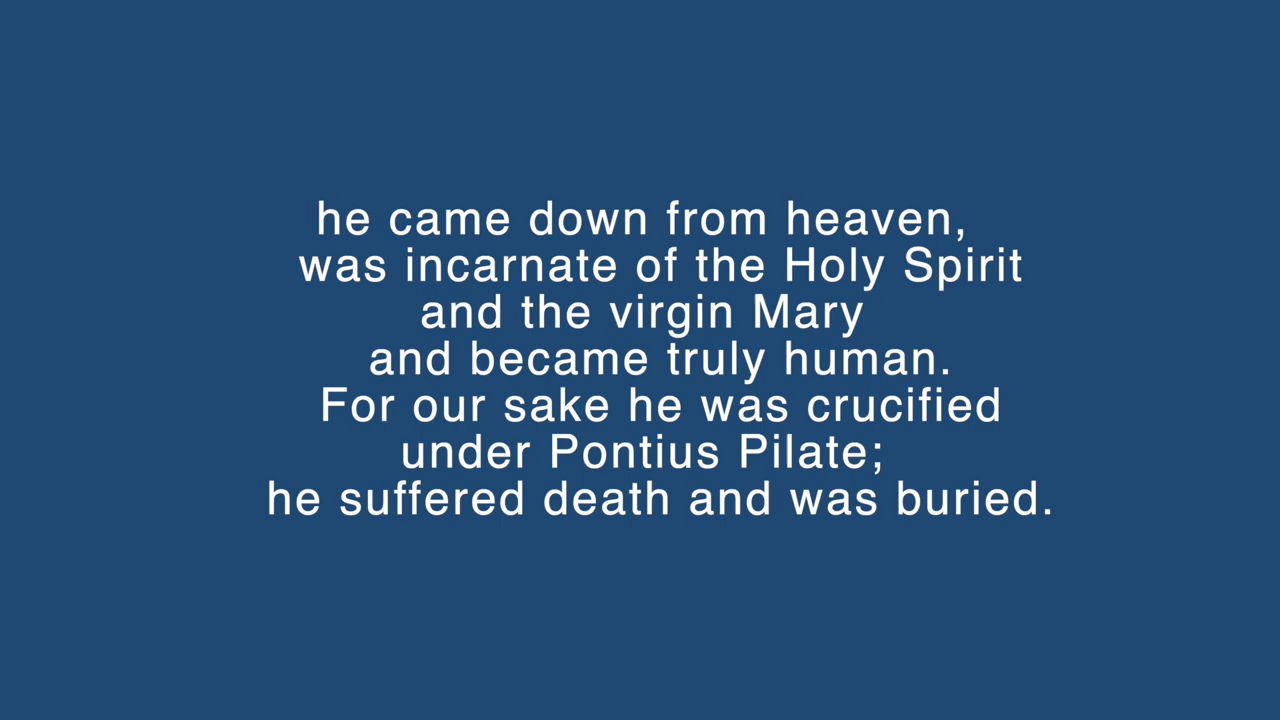 he came down from heaven,
was incarnate of the Holy Spirit
and the virgin Mary
and became truly human.
For our sake he was crucified
under Pontius Pilate;
he suffered death and was buried.